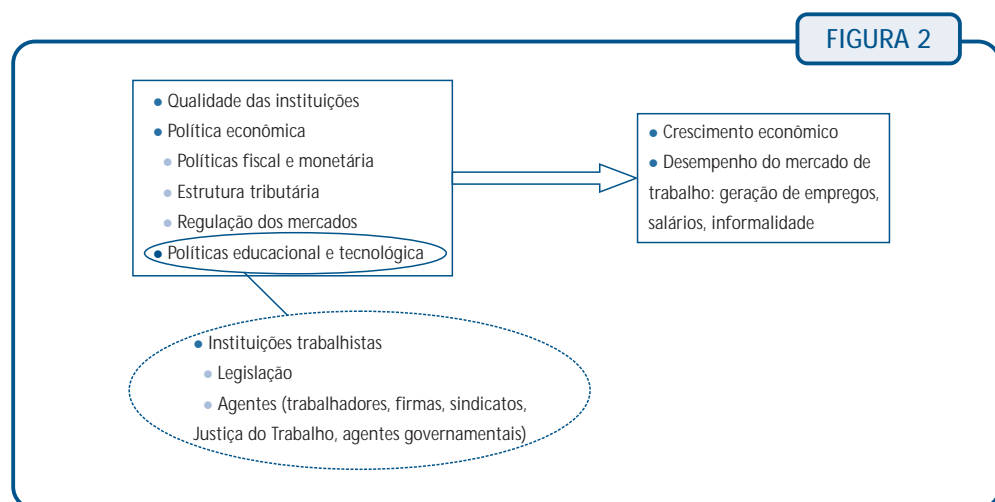 FIGURA 2
● Qualidade das instituições
● Política econômica
● Políticas fiscal e monetária
● Estrutura tributária
● Regulação dos mercados
● Políticas educacional e tecnológica
● Crescimento econômico
● Desempenho do mercado de
trabalho: geração de empregos,
salários, informalidade
● Instituições trabalhistas
● Legislação
● Agentes (trabalhadores, firmas, sindicatos,
Justiça do Trabalho, agentes governamentais)